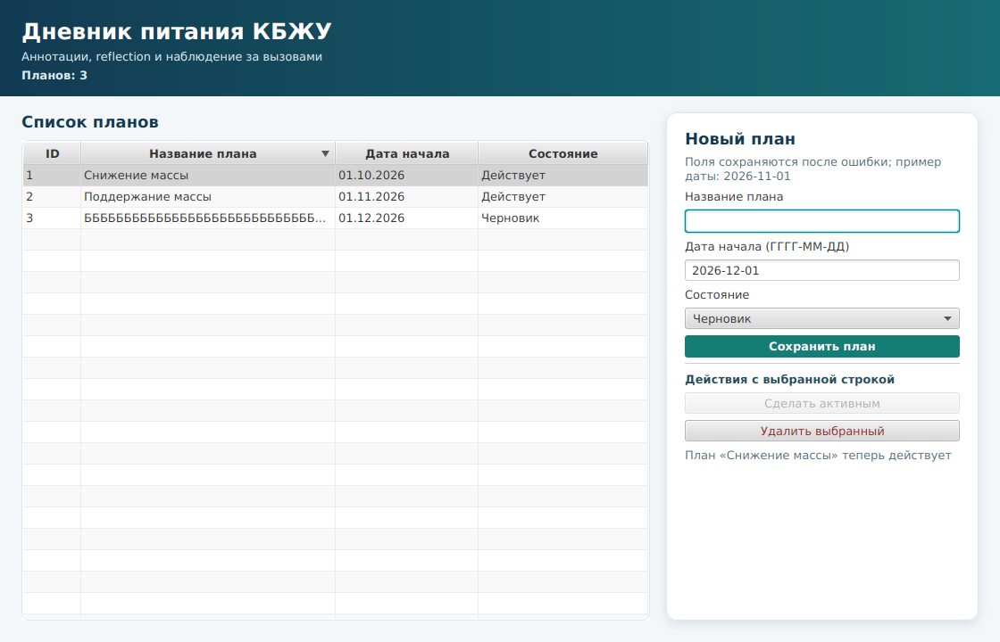 Дневник питания КБЖУ
Аннотации, reflection и наблюдение за вызовами
Планов: 3
Список планов
ID Название плана Дата начала Состояние
1 Снижение массы 01.10.2026 Действует
2 Поддержание массы 01.11.2026 Действует
3 ББББББББББББББББББББББББББББ... 01.12.2026 Черновик
Новый план
Поля сохраняются после ошибки; пример
даты: 2026-11-01
Название плана
Дата начала (ГГГГ-ММ-ДД)
2026-12-01
Состояние
Черновик
Сохранить план
Действия с выбранной строкой
Сделать активным
Удалить выбранный
План «Снижение массы» теперь действует